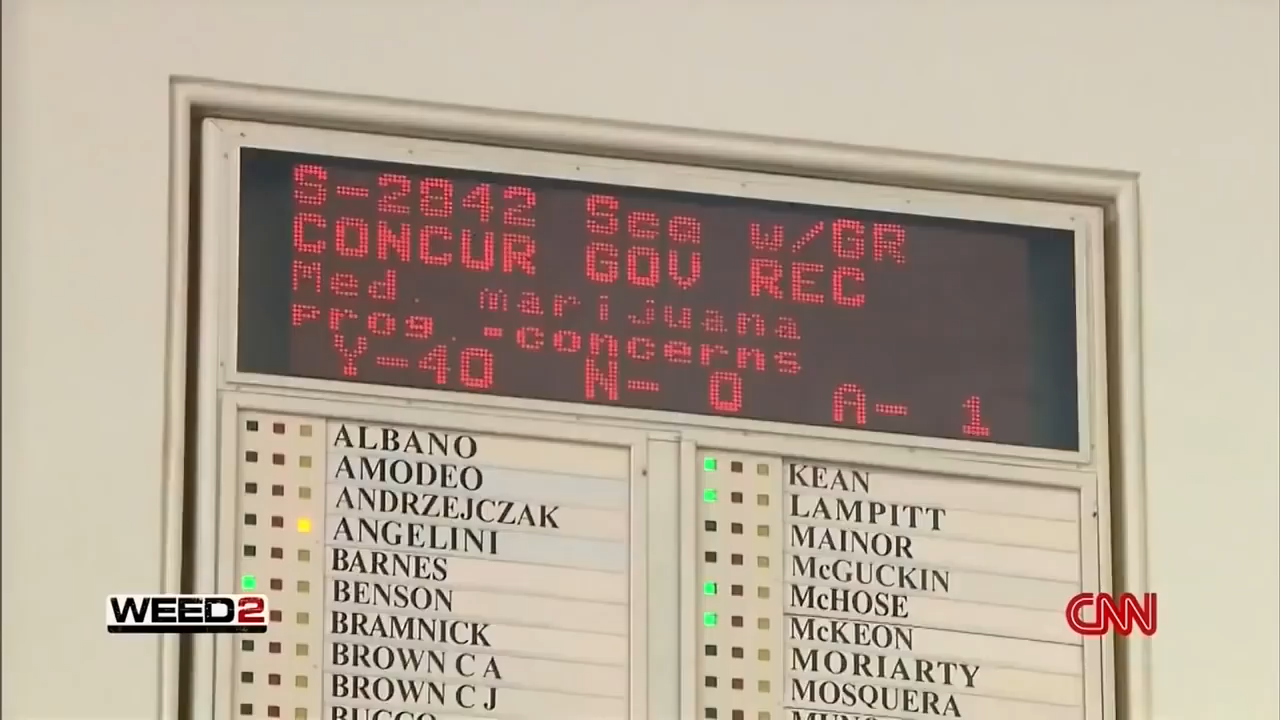 S-2842 Scg w/GR
CONCUR GOV REC
Med. marijuana
Prog.-concerns
Y-40 N- 0 A- 1
ALBANO
AMODEO
ANDRZEJCZAK
ANGELINI
BARNES
BENSON
BRAMNICK
BROWN C A
BROWN C J
KEAN
LAMPITT
MAINOR
McGUCKIN
McHOSE
McKEON
MORIARTY
MOSQUERA
WEED2
CNN